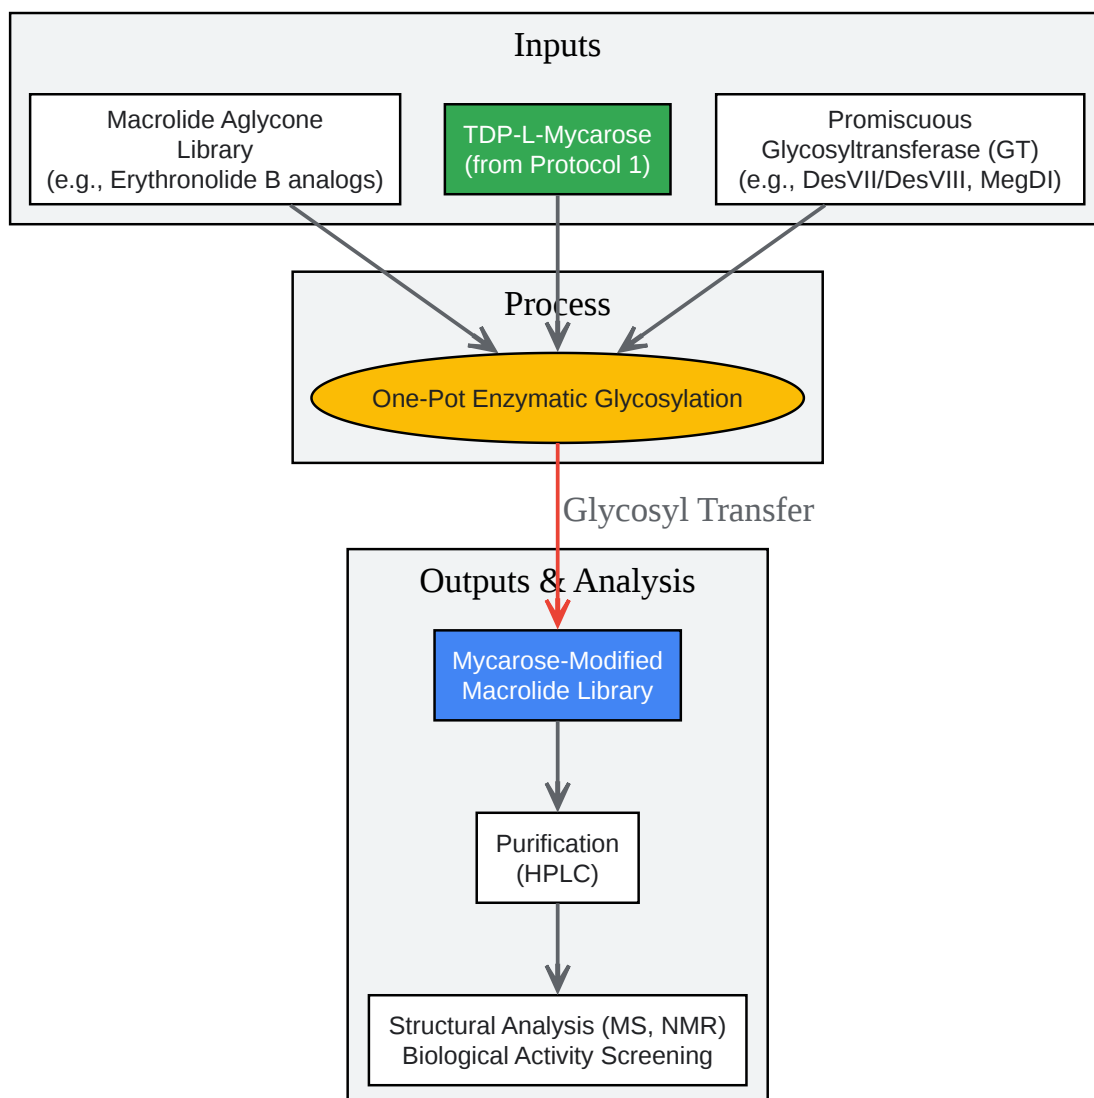 Inputs
Macrolide Aglycone
Library
(e.g., Erythronolide B analogs)
TDP-L-Mycarose
(from Protocol 1)
Promiscuous
Glycosyltransferase (GT)
(e.g., DesVII/DesVIII, MegDI)
Process
One-Pot Enzymatic Glycosylation
Glycosyl Transfer
Outputs & Analysis
Mycarose-Modified
Macrolide Library
Purification
(HPLC)
Structural Analysis (MS, NMR)
Biological Activity Screening